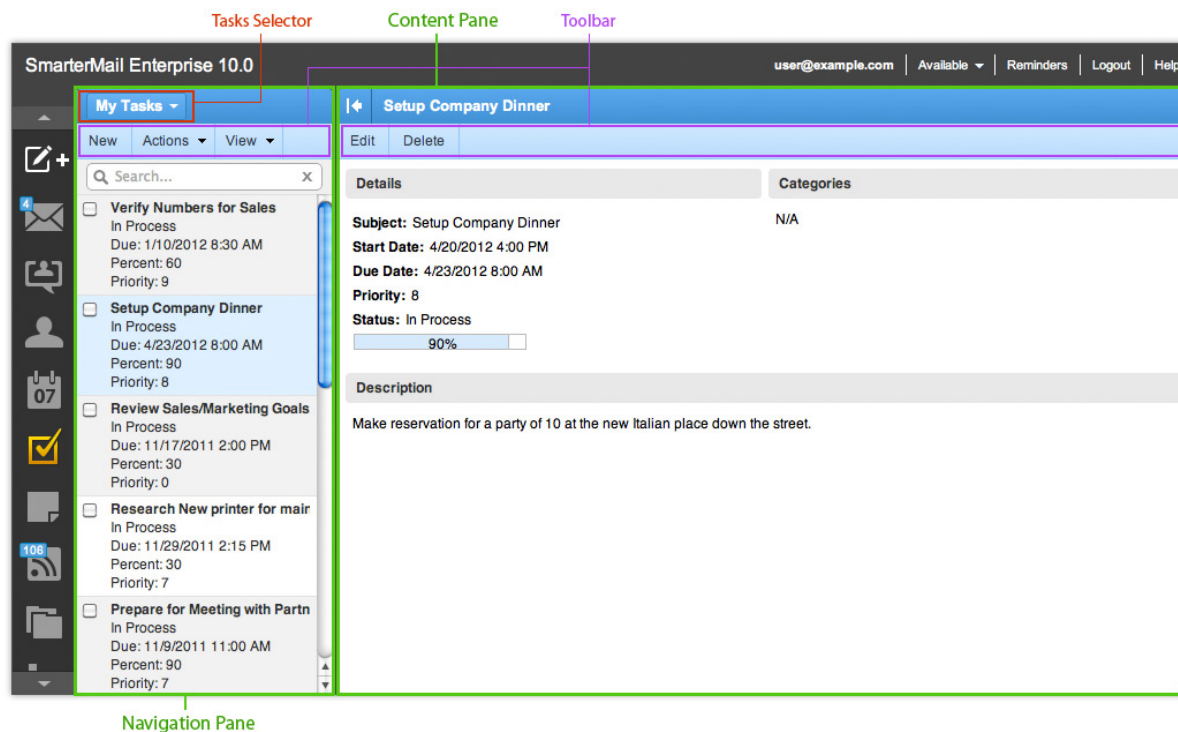 Tasks Selector
Content Pane
Toolbar
SmarterMail Enterprise 10.0
user@example.com
Available
Reminders
Logout
Help
My Tasks
Setup Company Dinner
New
Actions
View
Edit
Delete
Search...
x
Details
Categories
4
Verify Numbers for Sales
In Process
Due: 1/10/2012 8:30 AM
Percent: 60
Priority: 9
Subject: Setup Company Dinner
N/A
Start Date: 4/20/2012 4:00 PM
Due Date: 4/23/2012 8:00 AM
Priority: 8
Status: In Process
90%
Setup Company Dinner
In Process
Due: 4/23/2012 8:00 AM
Percent: 90
Priority: 8
Description
Make reservation for a party of 10 at the new Italian place down the street.
07
Review Sales/Marketing Goals
In Process
Due: 11/17/2011 2:00 PM
Percent: 30
Priority: 0
Research New printer for main
In Process
Due: 11/29/2011 2:15 PM
Percent: 30
Priority: 7
106
Prepare for Meeting with Partn
In Process
Due: 11/9/2011 11:00 AM
Percent: 90
Priority: 7
Navigation Pane